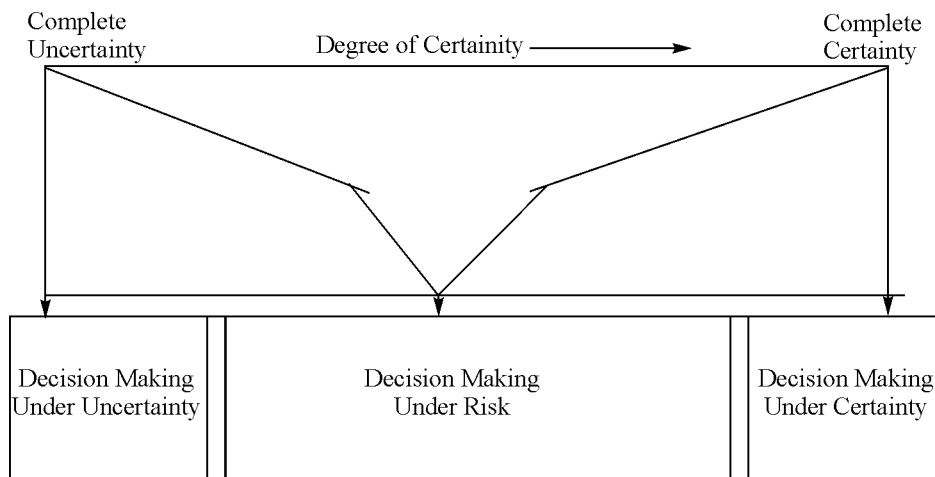 Complete
Uncertainty
Degree of Certainity
Complete
Certainty
Decision Making
Under Uncertainty
Decision Making
Under Risk
Decision Making
Under Certainty